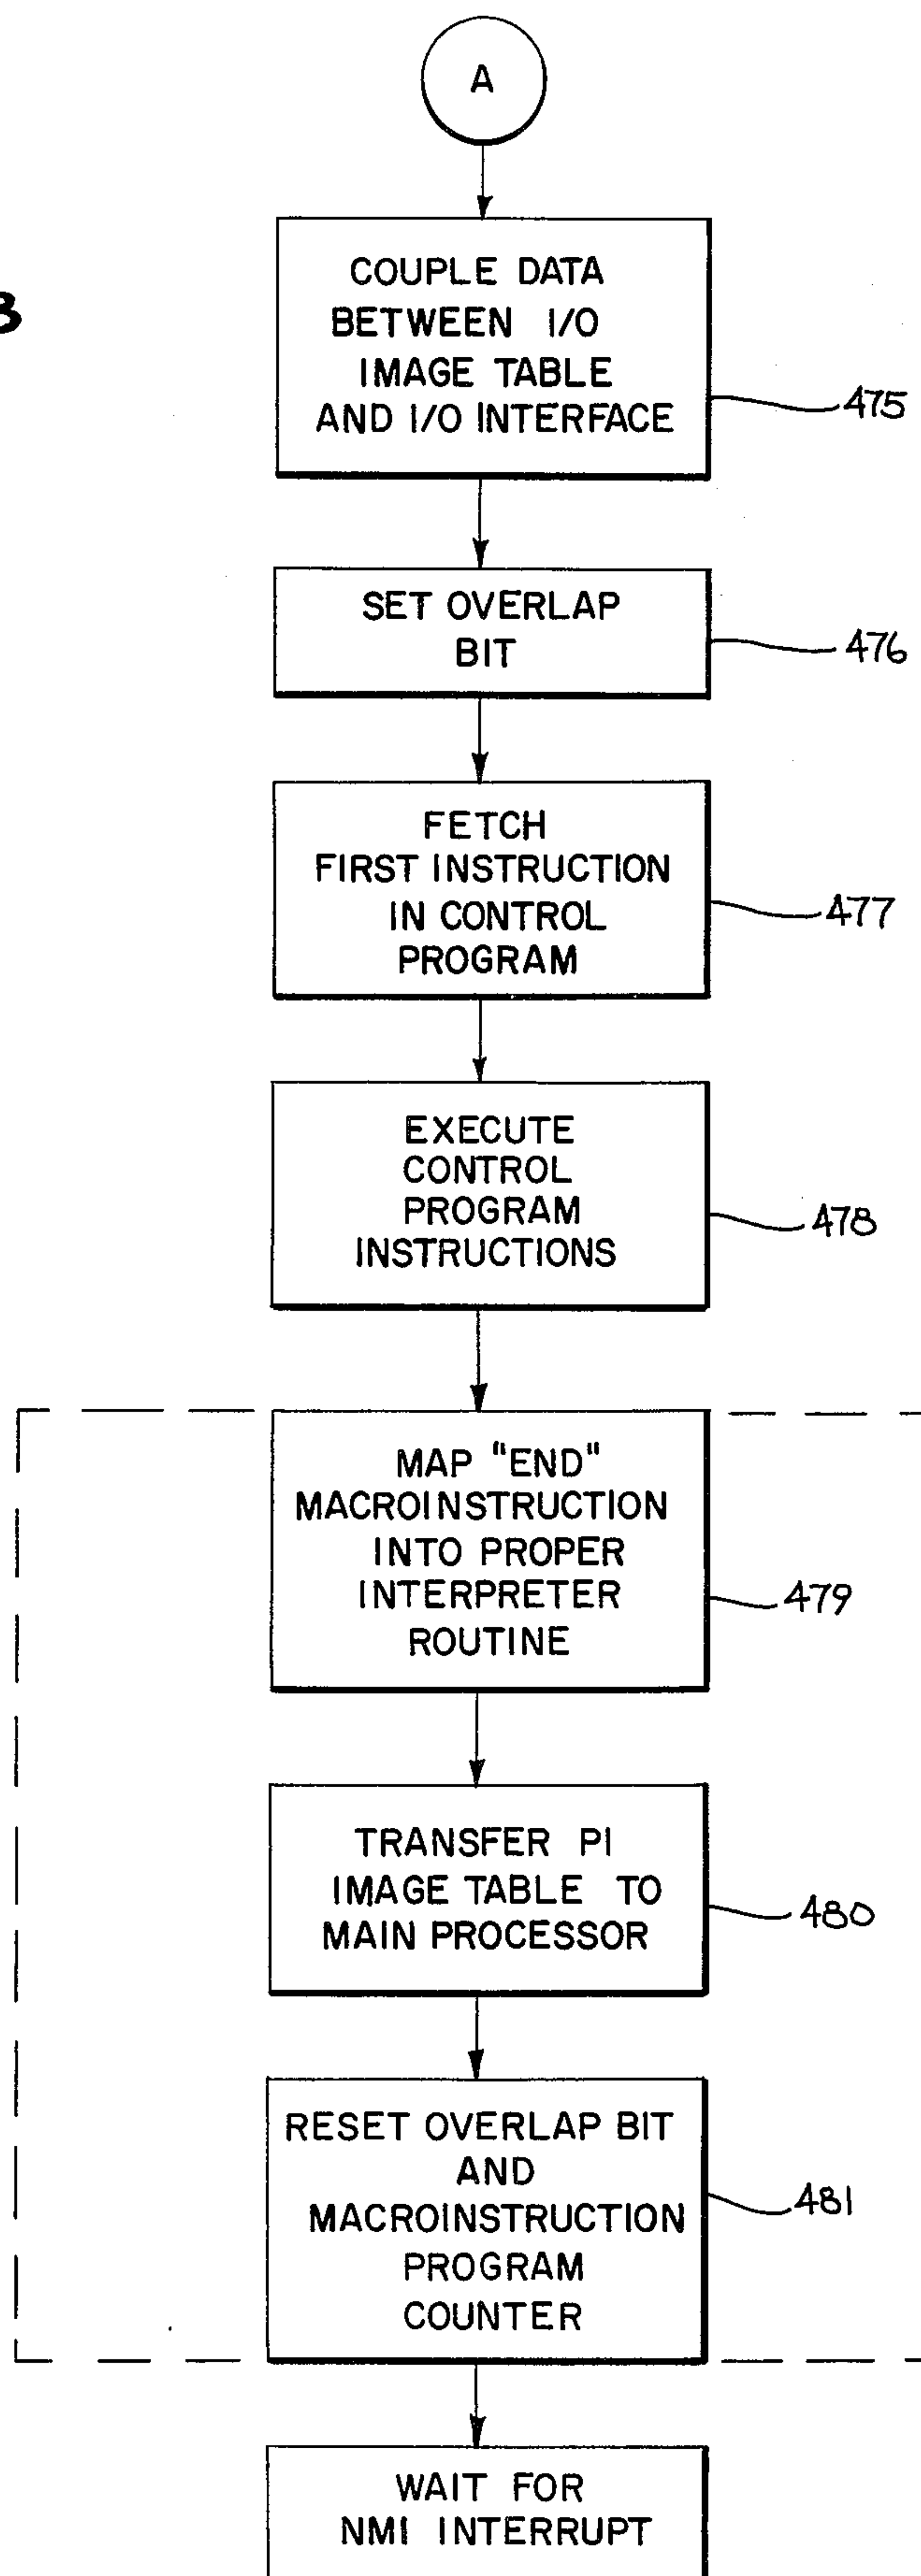 A
B
COUPLE DATA
BETWEEN I/O
IMAGE TABLE
AND I/O INTERFACE
475
SET OVERLAP
BIT
476
FETCH
FIRST INSTRUCTION
IN CONTROL
PROGRAM
477
EXECUTE
CONTROL
PROGRAM
INSTRUCTIONS
478
MAP "END"
MACROINSTRUCTION
INTO PROPER
INTERPRETER
ROUTINE
479
TRANSFER PI
IMAGE TABLE TO
MAIN PROCESSOR
480
RESET OVERLAP BIT
AND
MACROINSTRUCTION
PROGRAM
COUNTER
481
WAIT FOR
NMI INTERRUPT